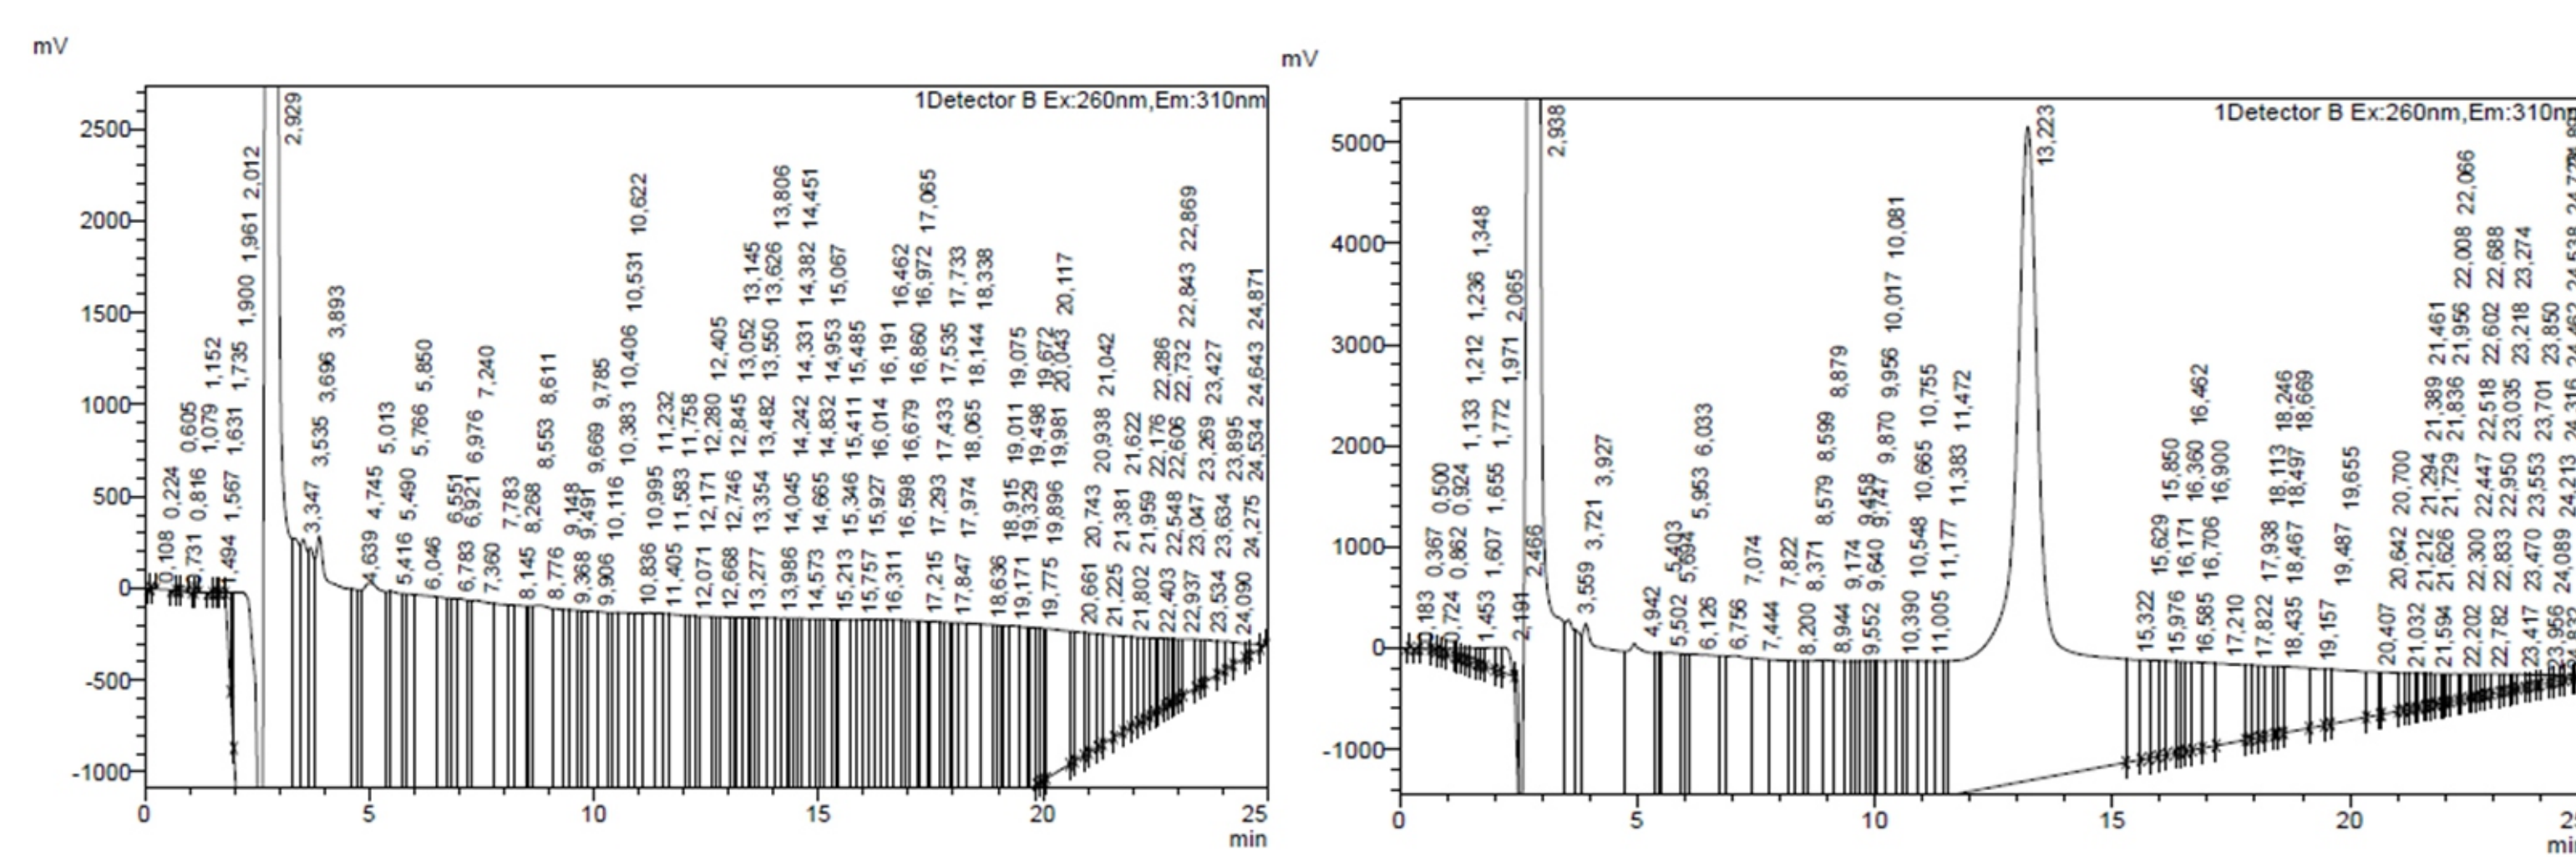 mV
1Detector B Ex:260nm,Em:310nm
2500
2000
1500
1000
500
0
-500
-1000
0 5 10 15 20 25
min
0,108 0,224
0,731 0,816 0,605
1,079 1,152
1,494 1,567 1,631 1,735 1,900 1,961 2,012
2,929
3,347 3,535 3,696 3,893
4,639 4,745 5,013
5,416 5,490 5,766 5,850
6,046
6,551
6,783 6,921 6,976 7,240
7,360
7,783
8,145 8,268 8,553 8,611
8,776 9,148
9,368 9,491 9,669 9,785
9,906 10,116 10,383 10,406 10,531 10,622
10,836 10,995 11,232
11,405 11,583 11,758
12,071 12,171 12,280 12,405
12,668 12,746 12,845 13,052 13,145
13,277 13,354 13,482 13,550 13,626 13,806
13,986 14,045 14,242 14,331 14,382 14,451
14,573 14,665 14,832 14,953 15,067
15,213 15,346 15,411 15,485
15,757 15,927 16,014 16,191 16,462
16,311 16,598 16,679 16,860 16,972 17,065
17,215 17,293 17,433 17,535 17,733
17,847 17,974 18,065 18,144 18,338
18,636 18,915 19,011 19,075
19,171 19,329 19,498 19,672
19,775 19,896 19,981 20,043 20,117
20,661 20,743 20,938 21,042
21,225 21,381 21,622
21,802 21,959 22,176 22,286
22,403 22,548 22,606 22,732 22,843 22,869
22,937 23,047 23,269 23,427
23,534 23,634 23,895
24,090 24,275 24,534 24,643 24,871
mV
1Detector B Ex:260nm,Em:310n
5000
4000
3000
2000
1000
0
-1000
0 5 10 15 20
0,183 0,367 0,500
0,724 0,862 0,924 1,133 1,212 1,236 1,348
1,453 1,607 1,655 1,772 1,971 2,065
2,191 2,466
2,938
3,559 3,721 3,927
4,942 5,403
5,502 5,694 5,953 6,033
6,126
6,756 7,074
7,444 7,822
8,200 8,371 8,579 8,599 8,879
8,944 9,174 9,458
9,552 9,640 9,747 9,870 9,956 10,017 10,081
10,390 10,548 10,665 10,755
11,005 11,177 11,383 11,472
13,223
15,322 15,629 15,850
15,976 16,171 16,360 16,462
16,585 16,706 16,900
17,210
17,822 17,938 18,113 18,246
18,435 18,467 18,497 18,669
19,157 19,487 19,655
20,407 20,642 20,700
21,032 21,212 21,294 21,389 21,461
21,594 21,626 21,729 21,836 21,956 22,008 22,066
22,202 22,300 22,447 22,518 22,602 22,688
22,782 22,833 22,950 23,035 23,218 23,274
23,417 23,470 23,553 23,701 23,850
23,956 24,089 24,213 24,316 24,462 24,538